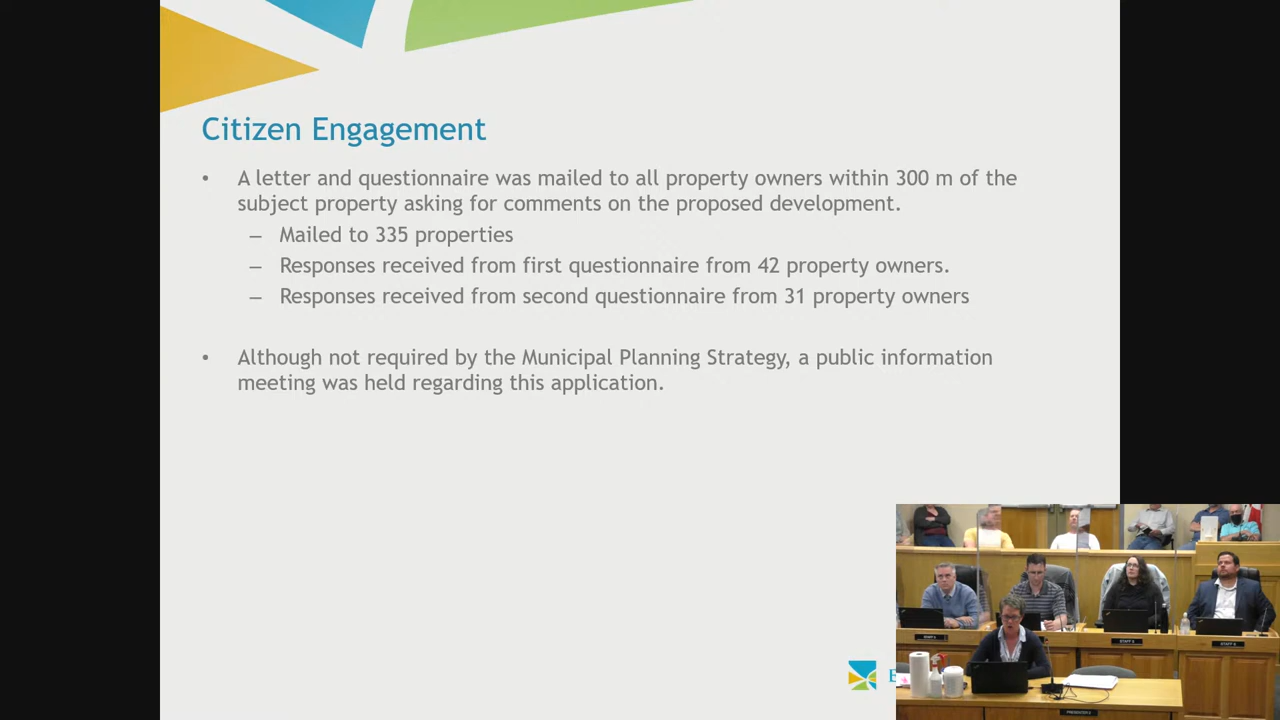 Citizen Engagement
• A letter and questionnaire was mailed to all property owners within 300 m of the
subject property asking for comments on the proposed development.
– Mailed to 335 properties
– Responses received from first questionnaire from 42 property owners.
– Responses received from second questionnaire from 31 property owners
• Although not required by the Municipal Planning Strategy, a public information
meeting was held regarding this application.
E